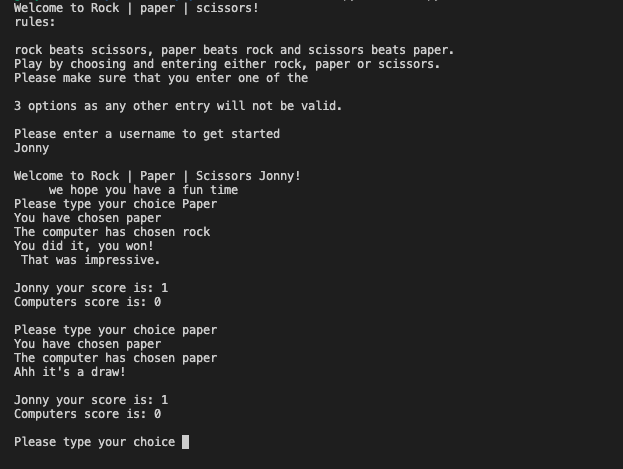 Welcome to Rock | paper | scissors!
rules:
rock beats scissors, paper beats rock and scissors beats paper.
Play by choosing and entering either rock, paper or scissors.
Please make sure that you enter one of the
3 options as any other entry will not be valid.
Please enter a username to get started
Jonny
Welcome to Rock | Paper | Scissors Jonny!
we hope you have a fun time
Please type your choice Paper
You have chosen paper
The computer has chosen rock
You did it, you won!
That was impressive.
Jonny your score is: 1
Computers score is: 0
Please type your choice paper
You have chosen paper
The computer has chosen paper
Ahh it's a draw!
Jonny your score is: 1
Computers score is: 0
Please type your choice